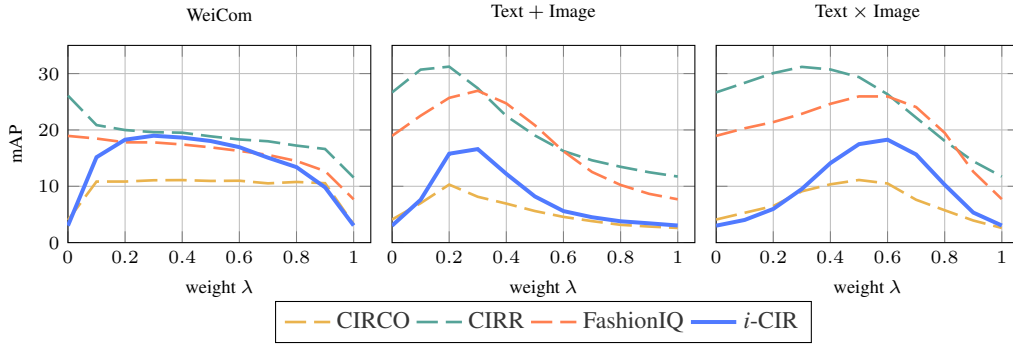 WeiCom Text + Image Text × Image
mAP
30
20
10
0
0 0.2 0.4 0.6 0.8 1 0 0.2 0.4 0.6 0.8 1 0 0.2 0.4 0.6 0.8 1
weight λ weight λ weight λ
CIRCO CIRR FashionIQ i-CIR